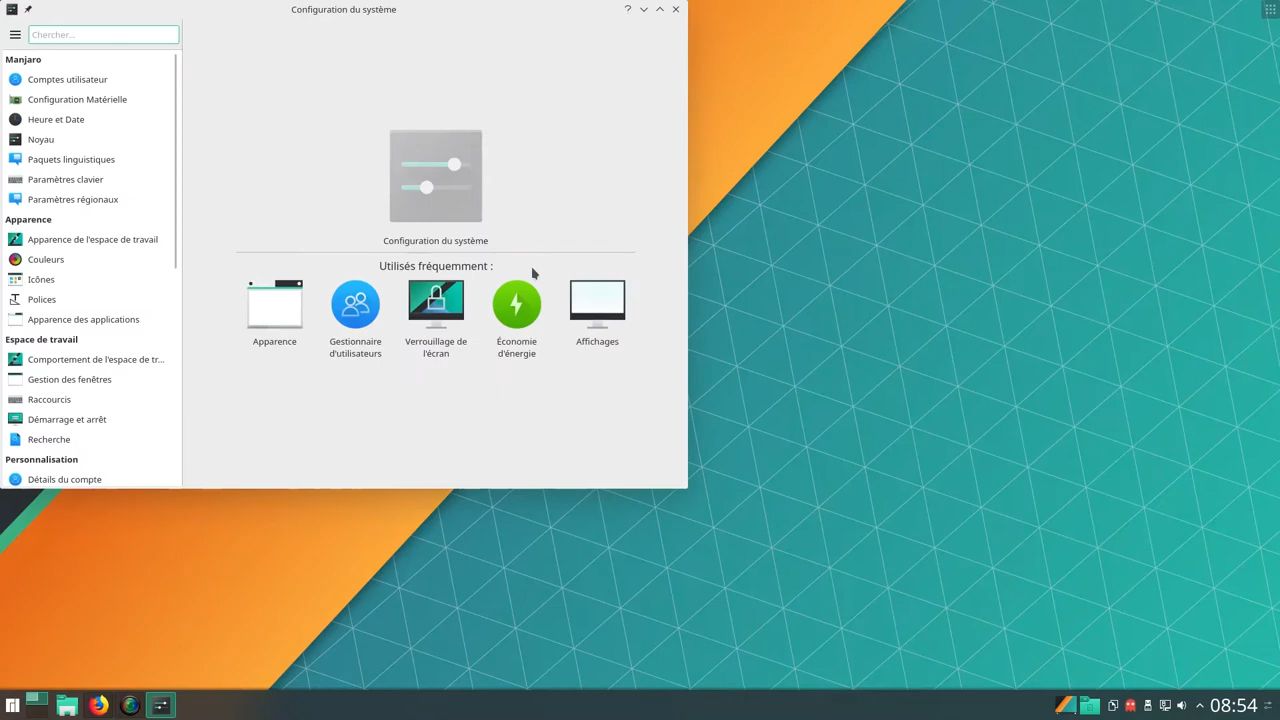 Configuration du système
Chercher...
Manjaro
Comptes utilisateur
Configuration Matérielle
Heure et Date
Noyau
Paquets linguistiques
Paramètres clavier
Paramètres régionaux
Apparence
Apparence de l'espace de travail
Couleurs
Icônes
Polices
Apparence des applications
Espace de travail
Comportement de l'espace de tr...
Gestion des fenêtres
Raccourcis
Démarrage et arrêt
Recherche
Personnalisation
Détails du compte
Configuration du système
Utilisés fréquemment :
Apparence
Gestionnaire
d'utilisateurs
Verrouillage de
l'écran
Économie
d'énergie
Affichages
08:54